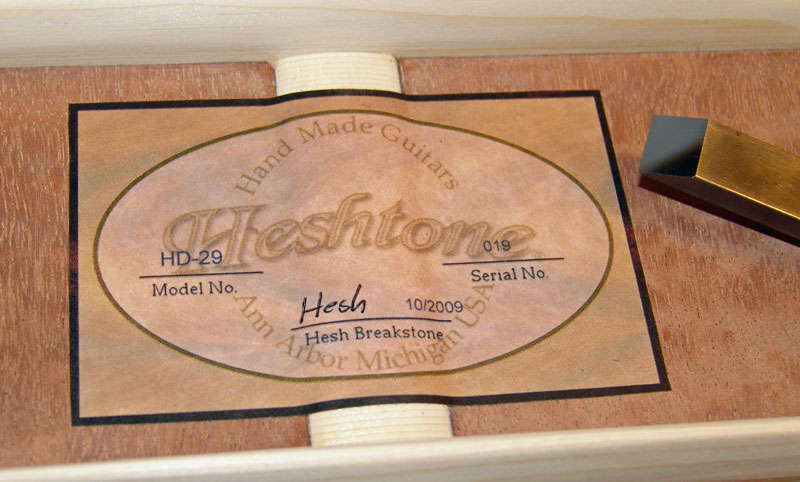 Hand Made Guitars
Heshtone
HD-29
Model No.
019
Serial No.
Hesh 10/2009
Hesh Breakstone
Ann Arbor Michigan USA